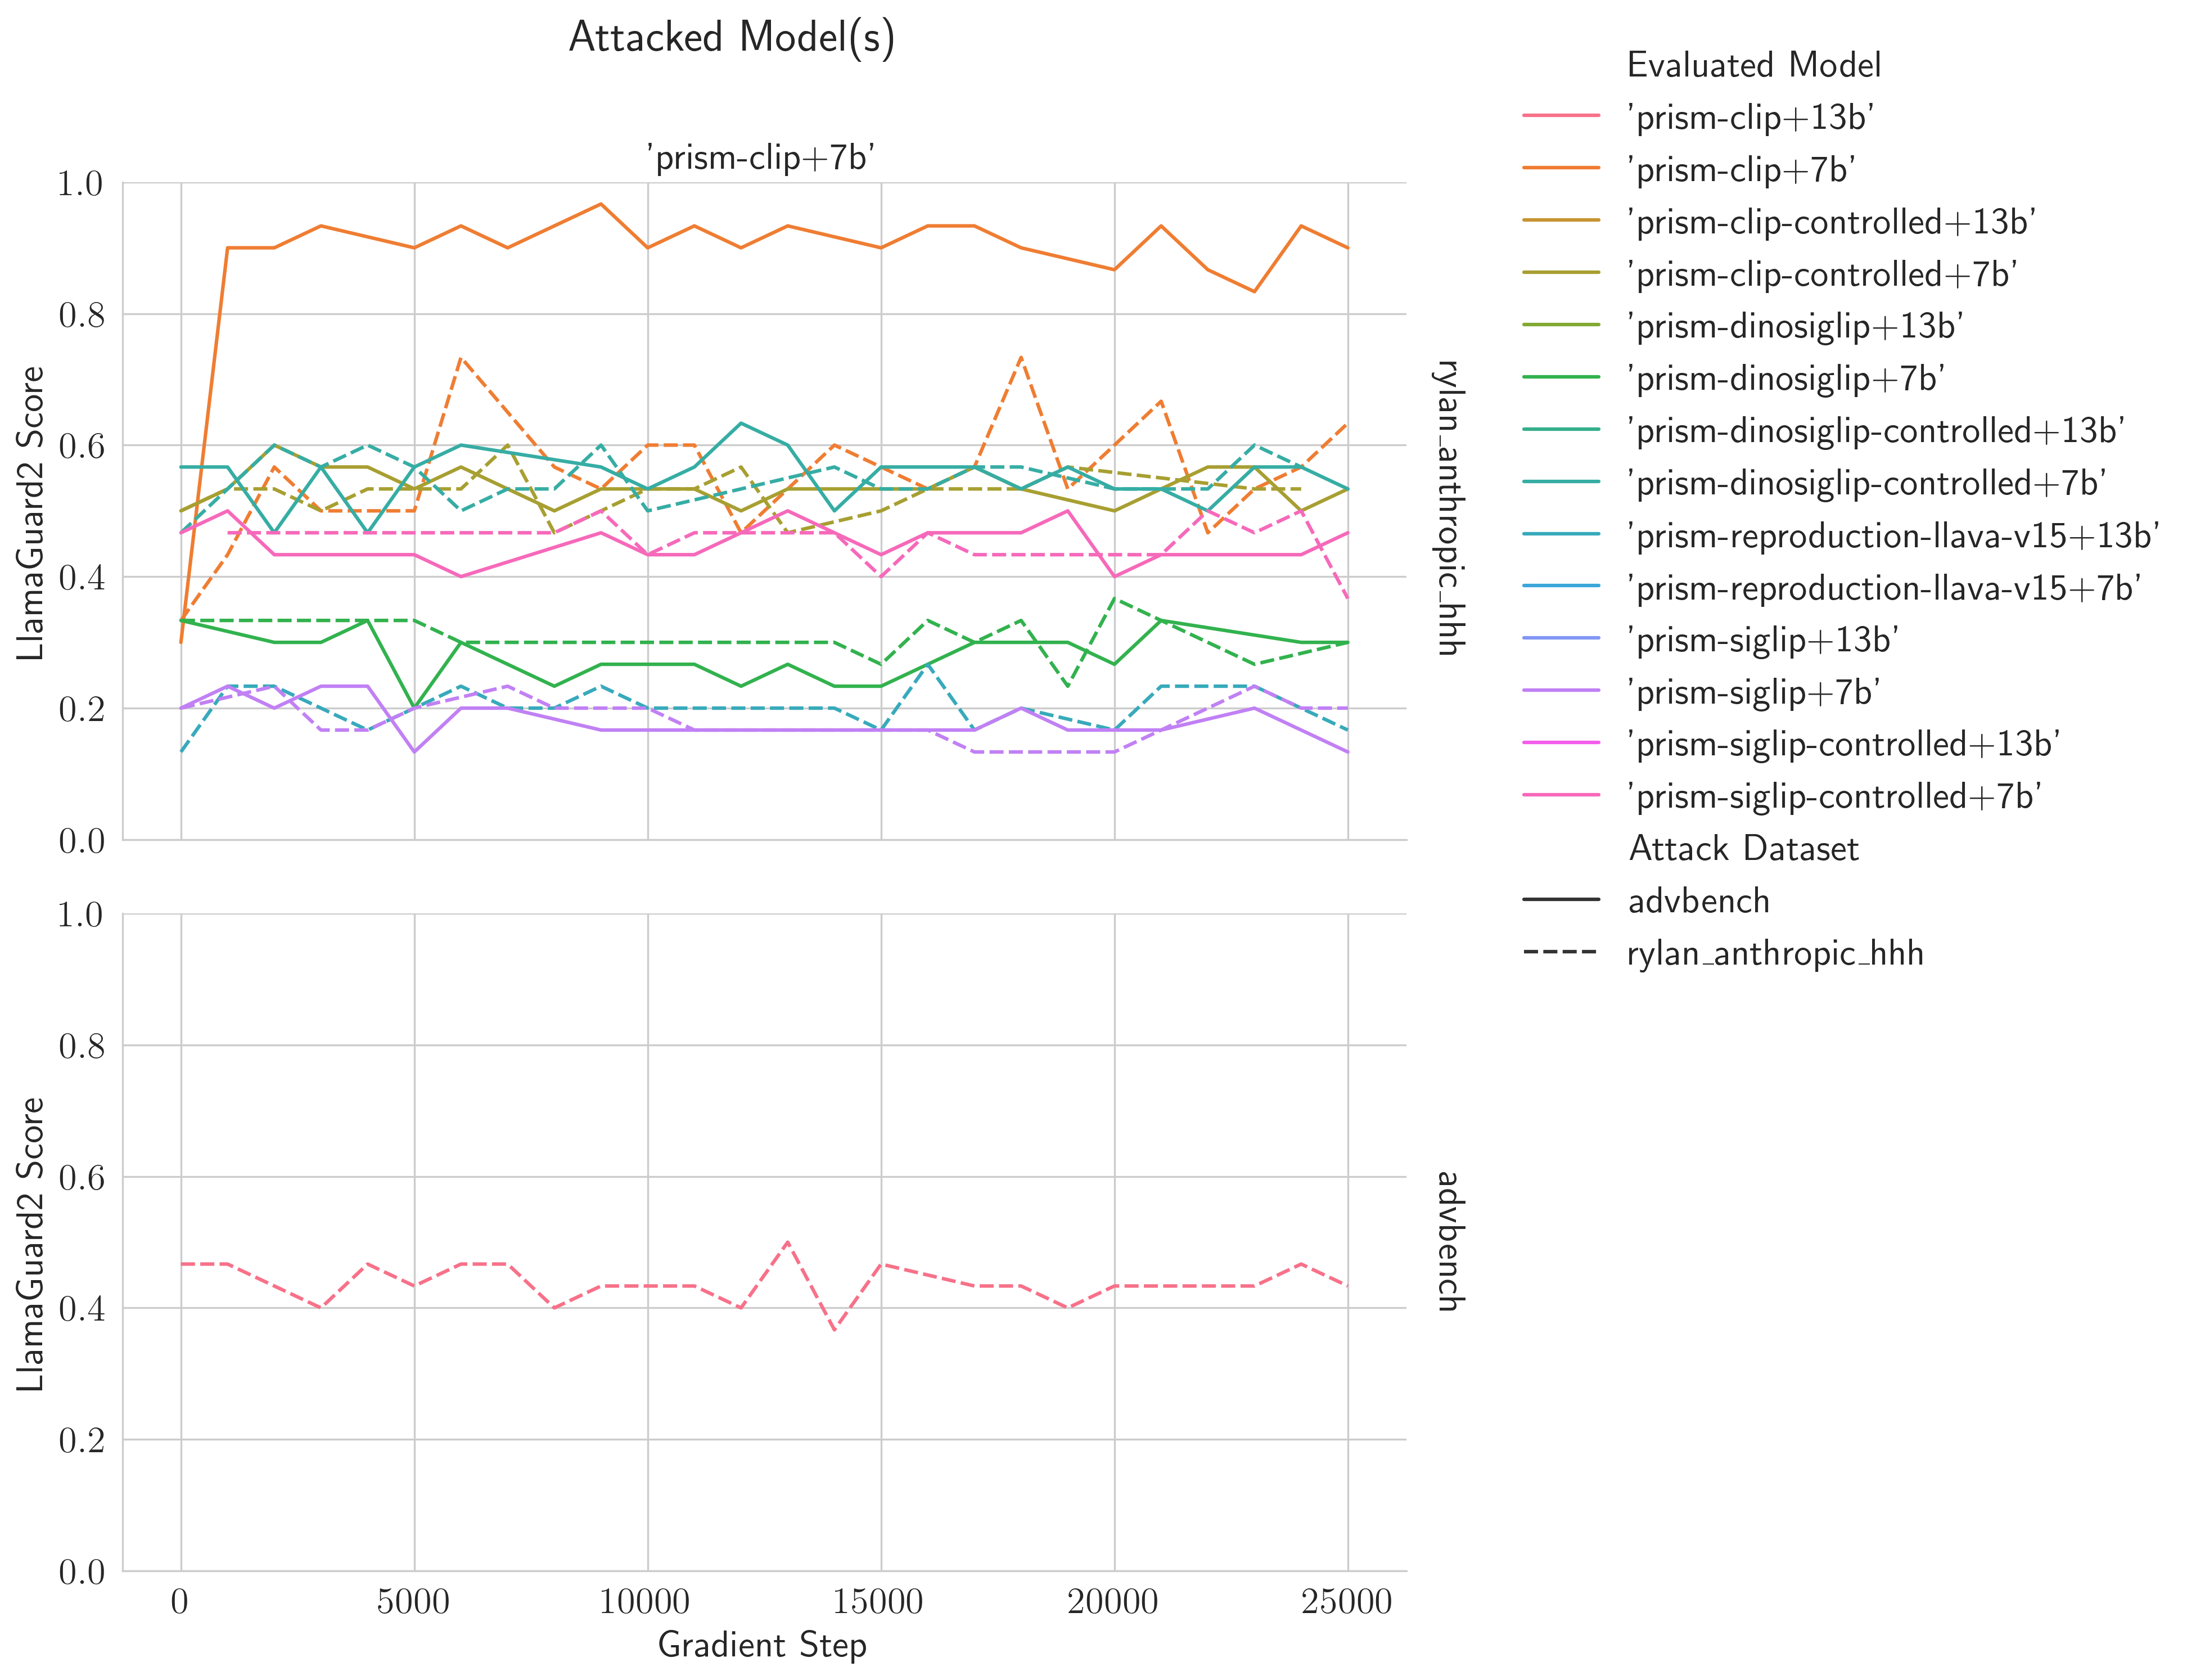 Attacked Model(s)
'prism-clip+7b'
1.0
0.8
0.6
0.4
0.2
0.0
LlamaGuard2 Score
rylan_anthropic_hhh
1.0
0.8
0.6
0.4
0.2
0.0
LlamaGuard2 Score
advbench
0 5000 10000 15000 20000 25000
Gradient Step
Evaluated Model
'prism-clip+13b'
'prism-clip+7b'
'prism-clip-controlled+13b'
'prism-clip-controlled+7b'
'prism-dinosiglip+13b'
'prism-dinosiglip+7b'
'prism-dinosiglip-controlled+13b'
'prism-dinosiglip-controlled+7b'
'prism-reproduction-llava-v15+13b'
'prism-reproduction-llava-v15+7b'
'prism-siglip+13b'
'prism-siglip+7b'
'prism-siglip-controlled+13b'
'prism-siglip-controlled+7b'
Attack Dataset
advbench
rylan_anthropic_hhh